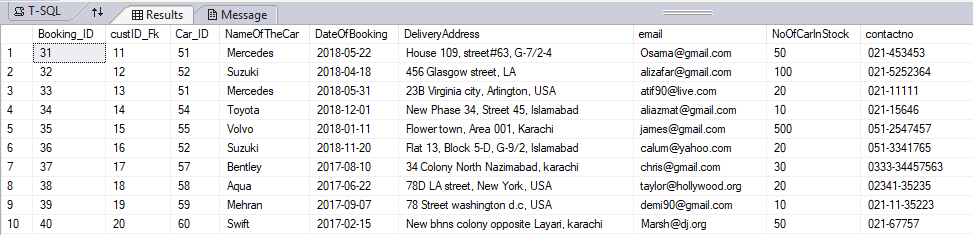 T-SQL Results Message
Booking_ID custID_Fk Car_ID NameOfTheCar DateOfBooking DeliveryAddress email NoOfCarInStock contactno
1 31 11 51 Mercedes 2018-05-22 House 109, street#63, G-7/2-4 Osama@gmail.com 50 021-453453
2 32 12 52 Suzuki 2018-04-18 456 Glasgow street, LA alizafar@gmail.com 100 021-5252364
3 33 13 51 Mercedes 2018-05-31 23B Virginia city, Arlington, USA atif90@live.com 20 021-11111
4 34 14 54 Toyota 2018-12-01 New Phase 34, Street 45, Islamabad aliazmat@gmail.com 10 021-15646
5 35 15 55 Volvo 2018-01-11 Flower town, Area 001, Karachi james@gmail.com 500 051-2547457
6 36 16 52 Suzuki 2018-11-20 Flat 13, Block 5-D, G-9/2, Islamabad calum@yahoo.com 20 051-3341765
7 37 17 57 Bentley 2017-08-10 34 Colony North Nazimabad, karachi chris@gmail.com 30 0333-34457563
8 38 18 58 Aqua 2017-06-22 78D LA street, New York, USA taylor@hollywood.org 20 02341-35235
9 39 19 59 Mehran 2017-09-07 78 Street washington d.c, USA demi90@gmail.com 10 021-11-35223
10 40 20 60 Swift 2017-02-15 New bhns colony opposite Layari, karachi Marsh@dj.org 50 021-67757